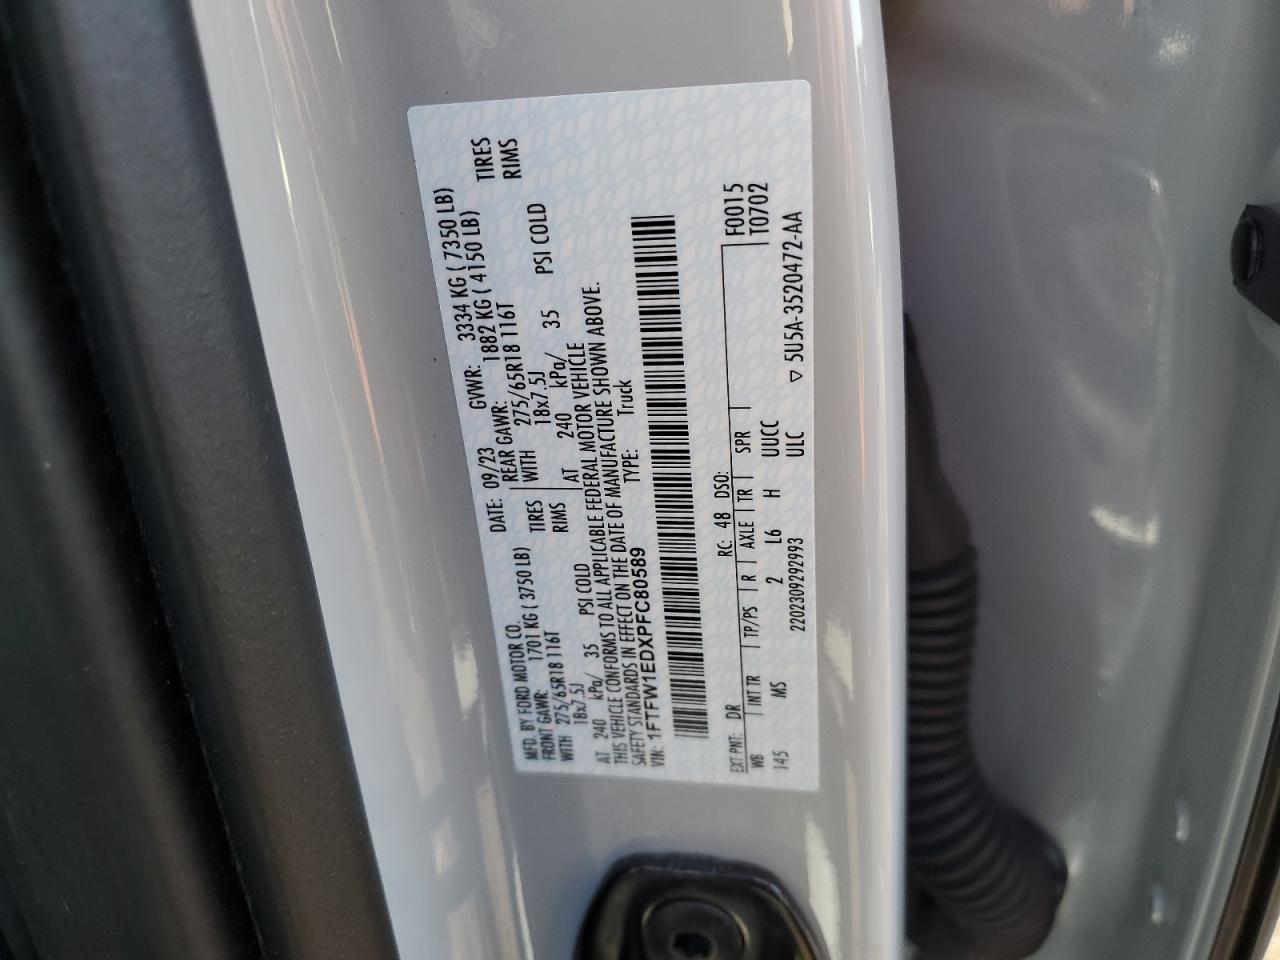 MFD. BY FORD MOTOR CO.
DATE: 09/23 GVWR: 3334 KG ( 7350 LB)
FRONT GAWR: 1701 KG ( 3750 LB) REAR GAWR: 1882 KG ( 4150 LB)
WITH 275/65R18 116T TIRES WITH 275/65R18 116T TIRES
18x7.5J RIMS 18x7.5J RIMS
AT 240 kPa/ 35 PSI COLD AT 240 kPa/ 35 PSI COLD
THIS VEHICLE CONFORMS TO ALL APPLICABLE FEDERAL MOTOR VEHICLE
SAFETY STANDARDS IN EFFECT ON THE DATE OF MANUFACTURE SHOWN ABOVE.
VIN: 1FTFW1EDXPFC80589 TYPE: Truck
EXT PNT: DR RC: 48 DSO: F0015
WB INT TR TP/PS R AXLE TR SPR T0702
145 MS 2 L6 H UUCC
2202309292993 ULC ▽ 5U5A-3520472-AA